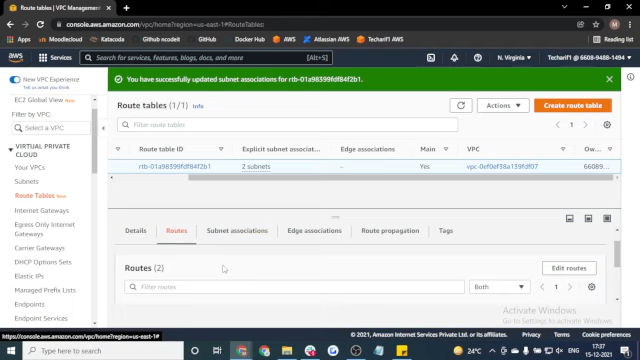 Route tables | VPC Management
console.aws.amazon.com/vpc/home?region=us-east-1#RouteTables:
Apps
Moodlecloud
Katacoda
ncodeit
GitHub
Docker Hub
TF AWS
Ansible AWS
Reading list
aws
Services
Search for services, features, blogs, docs, and more
[Alt+S]
N. Virginia
Techarif1 @ 6608-9488-1494
New VPC Experience
Tell us what you think
You have successfully updated subnet associations for rtb-01a98399fdf84f2b1.
EC2 Global View New
Filter by VPC:
Select a VPC
VIRTUAL PRIVATE CLOUD
Your VPCs
Subnets
Route Tables New
Internet Gateways
Egress Only Internet Gateways
Carrier Gateways
DHCP Options Sets
Elastic IPs
Managed Prefix Lists
Endpoints
Endpoint Services
Route tables (1/1) Info
Actions
Create route table
Filter route tables
1
Route table ID
Explicit subnet associat...
Edge associations
Main
VPC
Ow...
rtb-01a98399fdf84f2b1
2 subnets
–
Yes
vpc-0ef0ef38a139fdf07
66089...
Details
Routes
Subnet associations
Edge associations
Route propagation
Tags
Routes (2)
Edit routes
Filter routes
Both
1
Activate Windows
Go to Settings to activate Windows.
https://console.aws.amazon.com/vpc/home?region=us-east-1#
© 2021, Amazon Internet Services Private Ltd. or its affiliates.
Privacy
Terms
Cookie preferences
Type here to search
24°C
ENG
17:37
15-12-2021